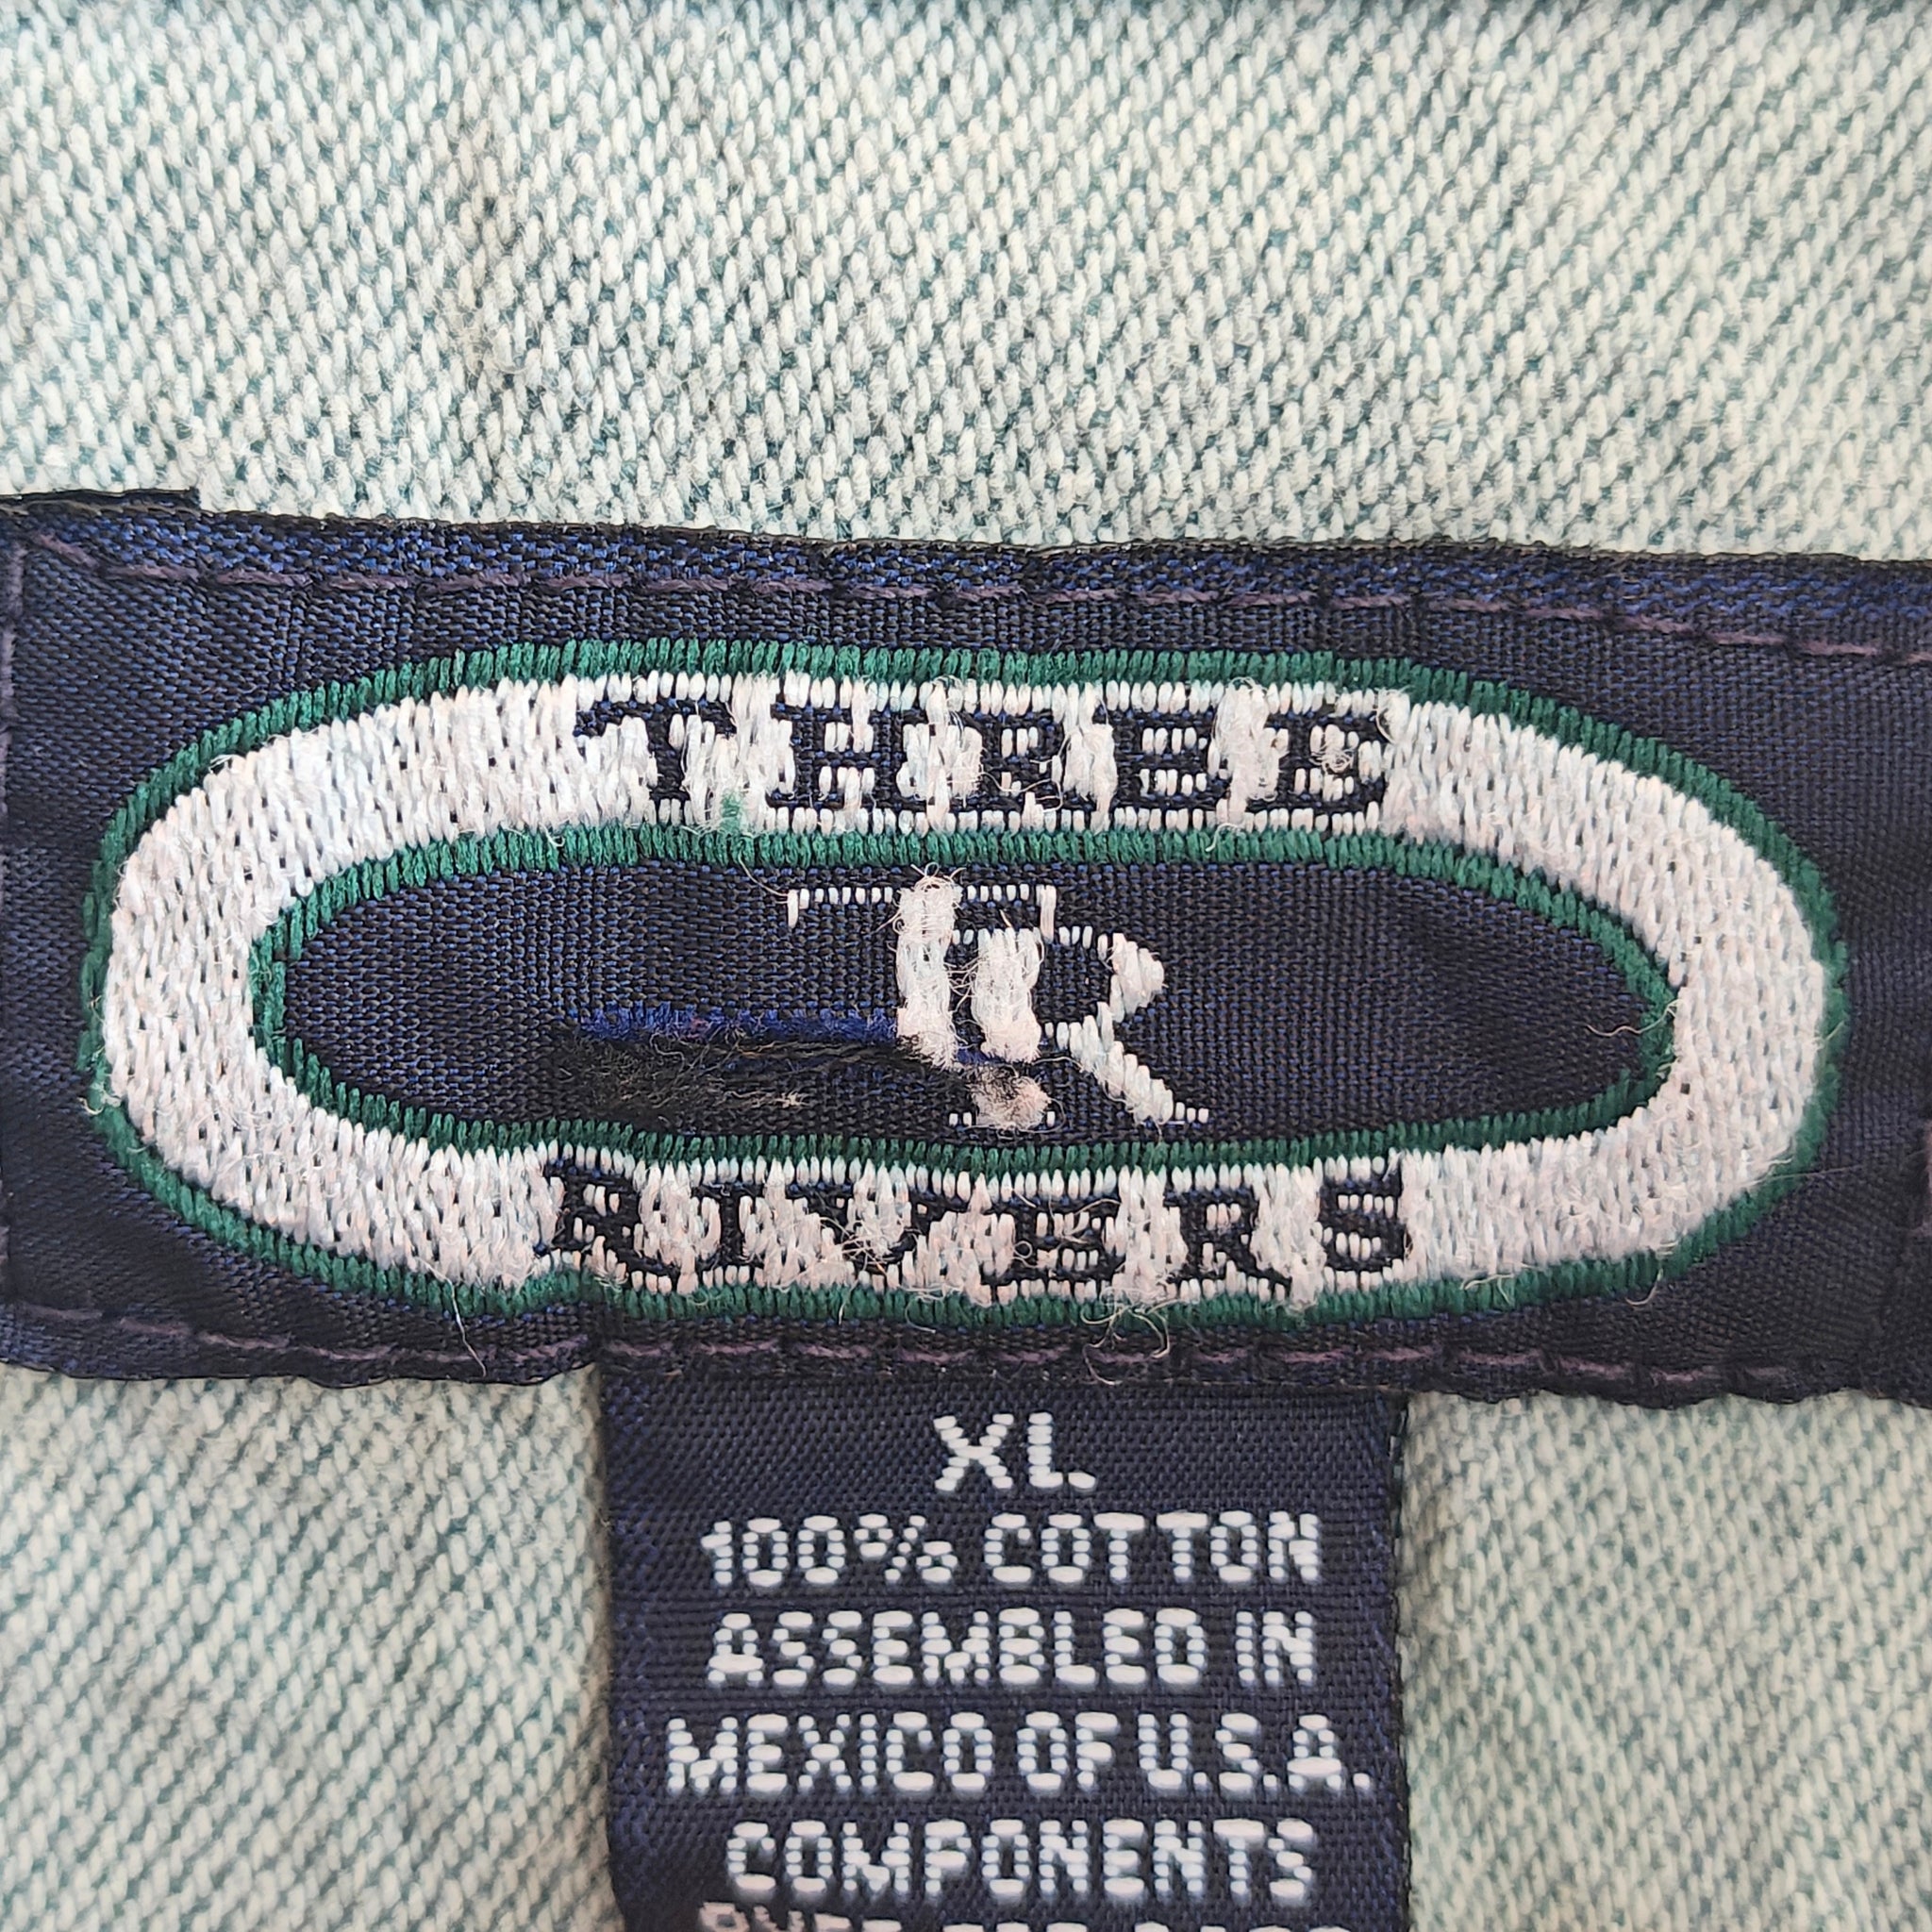 THREE
TR
RIVERS
XL
100% COTTON
ASSEMBLED IN
MEXICO OF U.S.A.
COMPONENTS